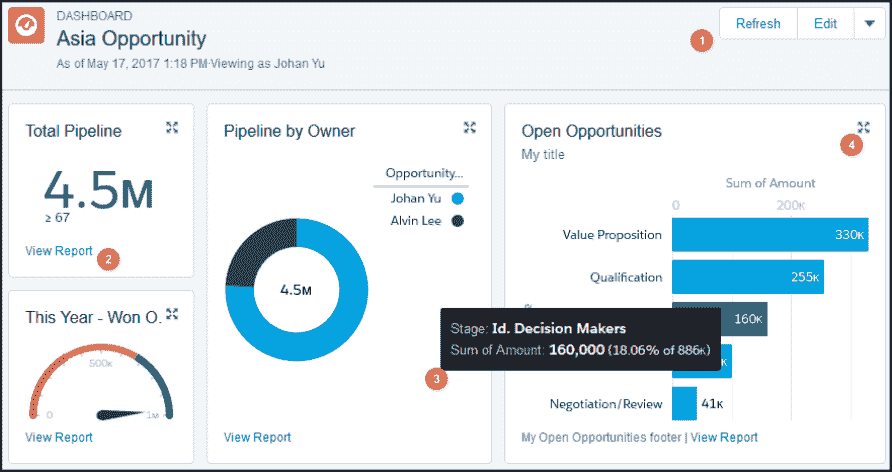 DASHBOARD
Asia Opportunity
As of May 17, 2017 1:18 PM·Viewing as Johan Yu
1
Refresh
Edit
Total Pipeline
4.5M
≥ 67
View Report
2
This Year - Won O.
0
500K
1M
View Report
Pipeline by Owner
Opportunity...
Johan Yu
Alvin Lee
4.5M
View Report
3
Open Opportunities
4
My title
Sum of Amount
0 200K
Value Proposition 330K
Qualification 255K
160K
Stage: Id. Decision Makers
Sum of Amount: 160,000 (18.06% of 886K)
K
Negotiation/Review 41K
My Open Opportunities footer | View Report